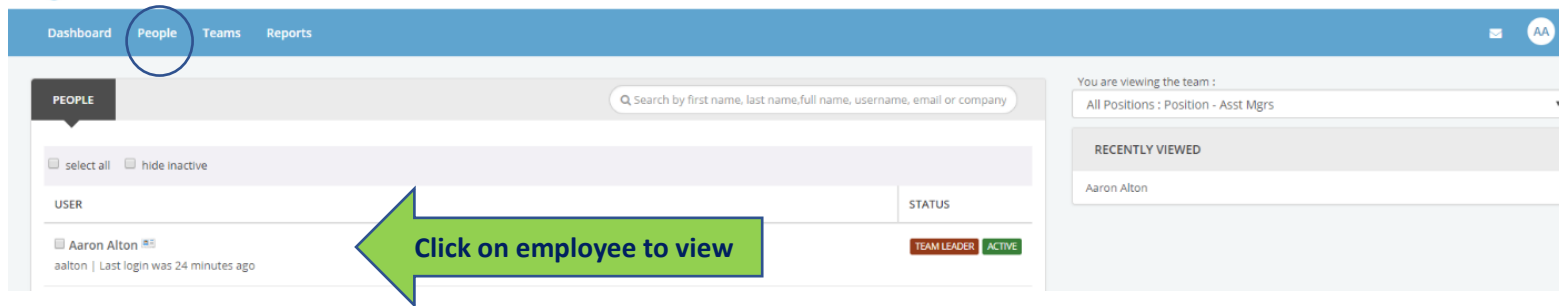 Dashboard People Teams Reports
AA
PEOPLE
Search by first name, last name,full name, username, email or company
select all hide inactive
USER STATUS
Aaron Alton
TEAM LEADER ACTIVE
aalton | Last login was 24 minutes ago
Click on employee to view
You are viewing the team :
All Positions : Position - Asst Mgrs
RECENTLY VIEWED
Aaron Alton